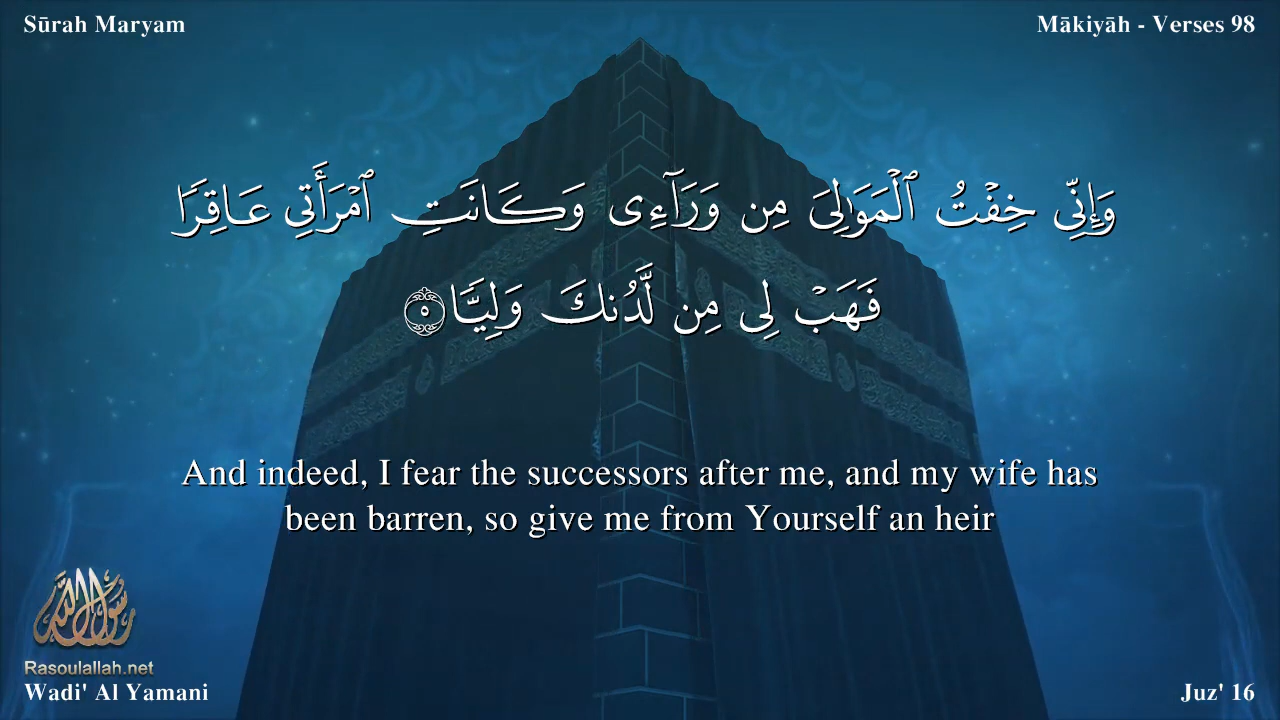 Sūrah Maryam
Mākiyāh - Verses 98
وَإِنِّى خِفْتُ ٱلْمَوَٰلِىَ مِن وَرَآءِى وَكَانَتِ ٱمْرَأَتِى عَاقِرًا
فَهَبْ لِى مِن لَّدُنكَ وَلِيًّا ٥
And indeed, I fear the successors after me, and my wife has
been barren, so give me from Yourself an heir
رسول الله
Rasoulallah.net
Wadi' Al Yamani
Juz' 16